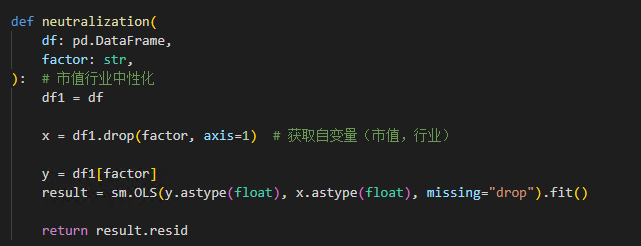 def neutralization(
    df: pd.DataFrame,
    factor: str,
):  # 市值行业中性化
    df1 = df
    x = df1.drop(factor, axis=1)  # 获取自变量（市值，行业）
    y = df1[factor]
    result = sm.OLS(y.astype(float), x.astype(float), missing="drop").fit()
    return result.resid